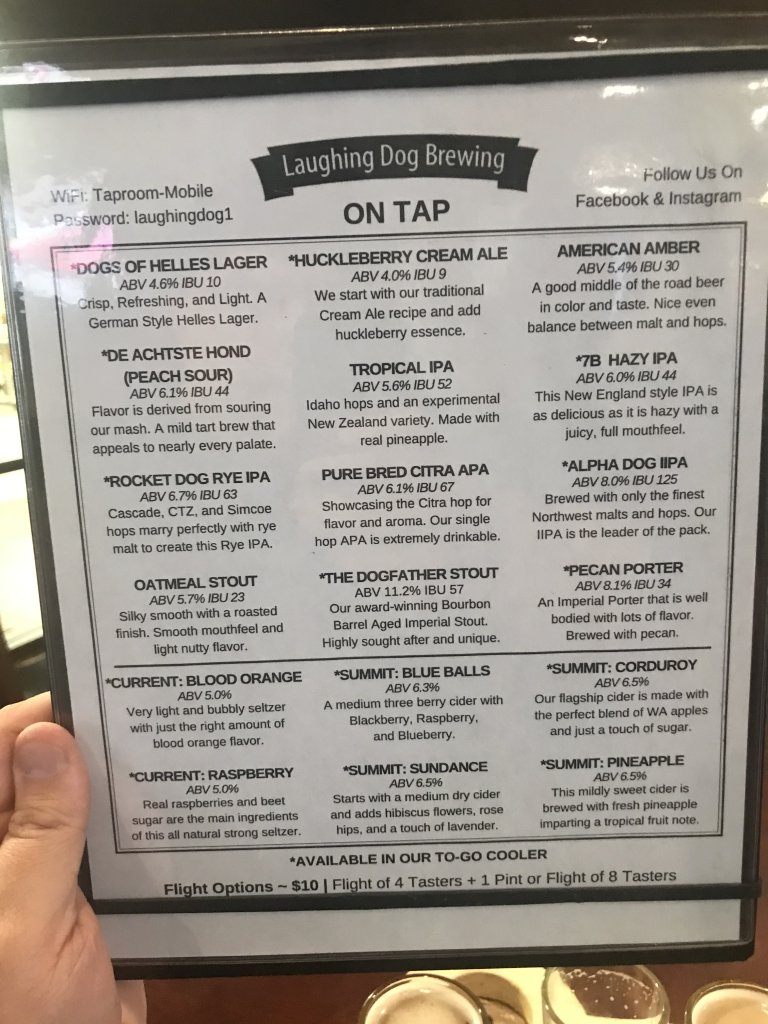 Laughing Dog Brewing
WiFi: Taproom-Mobile
Password: laughingdog1
ON TAP
Follow Us On
Facebook & Instagram
*DOGS OF HELLES LAGER
ABV 4.6% IBU 10
Crisp, Refreshing, and Light. A
German Style Helles Lager.
*HUCKLEBERRY CREAM ALE
ABV 4.0% IBU 9
We start with our traditional
Cream Ale recipe and add
huckleberry essence.
AMERICAN AMBER
ABV 5.4% IBU 30
A good middle of the road beer
in color and taste. Nice even
balance between malt and hops.
*DE ACHTSTE HOND
(PEACH SOUR)
ABV 6.1% IBU 44
Flavor is derived from souring
our mash. A mild tart brew that
appeals to nearly every palate.
TROPICAL IPA
ABV 5.6% IBU 52
Idaho hops and an experimental
New Zealand variety. Made with
real pineapple.
*7B HAZY IPA
ABV 6.0% IBU 44
This New England style IPA is
as delicious as it is hazy with a
juicy, full mouthfeel.
*ROCKET DOG RYE IPA
ABV 6.7% IBU 63
Cascade, CTZ, and Simcoe
hops marry perfectly with rye
malt to create this Rye IPA.
PURE BRED CITRA APA
ABV 6.1% IBU 67
Showcasing the Citra hop for
flavor and aroma. Our single
hop APA is extremely drinkable.
*ALPHA DOG IIPA
ABV 8.0% IBU 125
Brewed with only the finest
Northwest malts and hops. Our
IIPA is the leader of the pack.
OATMEAL STOUT
ABV 5.7% IBU 23
Silky smooth with a roasted
finish. Smooth mouthfeel and
light nutty flavor.
*THE DOGFATHER STOUT
ABV 11.2% IBU 57
Our award-winning Bourbon
Barrel Aged Imperial Stout.
Highly sought after and unique.
*PECAN PORTER
ABV 8.1% IBU 34
An Imperial Porter that is well
bodied with lots of flavor.
Brewed with pecan.
*CURRENT: BLOOD ORANGE
ABV 5.0%
Very light and bubbly seltzer
with just the right amount of
blood orange flavor.
*SUMMIT: BLUE BALLS
ABV 6.3%
A medium three berry cider with
Blackberry, Raspberry,
and Blueberry.
*SUMMIT: CORDUROY
ABV 6.5%
Our flagship cider is made with
the perfect blend of WA apples
and just a touch of sugar.
*CURRENT: RASPBERRY
ABV 5.0%
Real raspberries and beet
sugar are the main ingredients
of this all natural strong seltzer.
*SUMMIT: SUNDANCE
ABV 6.5%
Starts with a medium dry cider
and adds hibiscus flowers, rose
hips, and a touch of lavender.
*SUMMIT: PINEAPPLE
ABV 6.5%
This mildly sweet cider is
brewed with fresh pineapple
imparting a tropical fruit note.
*AVAILABLE IN OUR TO-GO COOLER
Flight Options ~ $10 | Flight of 4 Tasters + 1 Pint or Flight of 8 Tasters